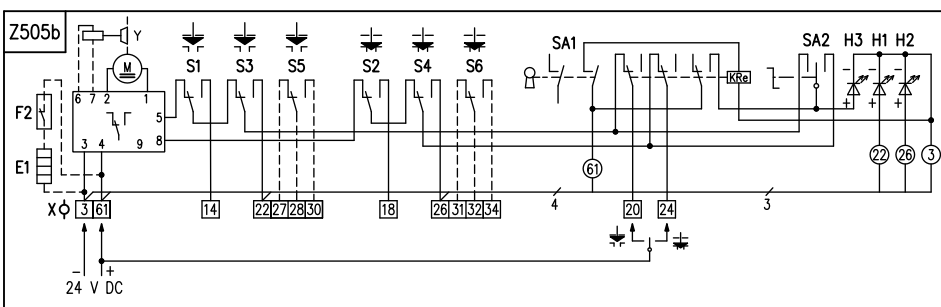 Z505b
Y
M
6 7 2 1
5
8
3 4 9
F2
E1
S1 S3 S5 S2 S4 S6
SA1
KRe
SA2 H3 H1 H2
- - -
+ + +
61
22 26 3
4
3
X 3 61 14 22 27 28 30 18 26 31 32 34 20 24
- +
24 V DC